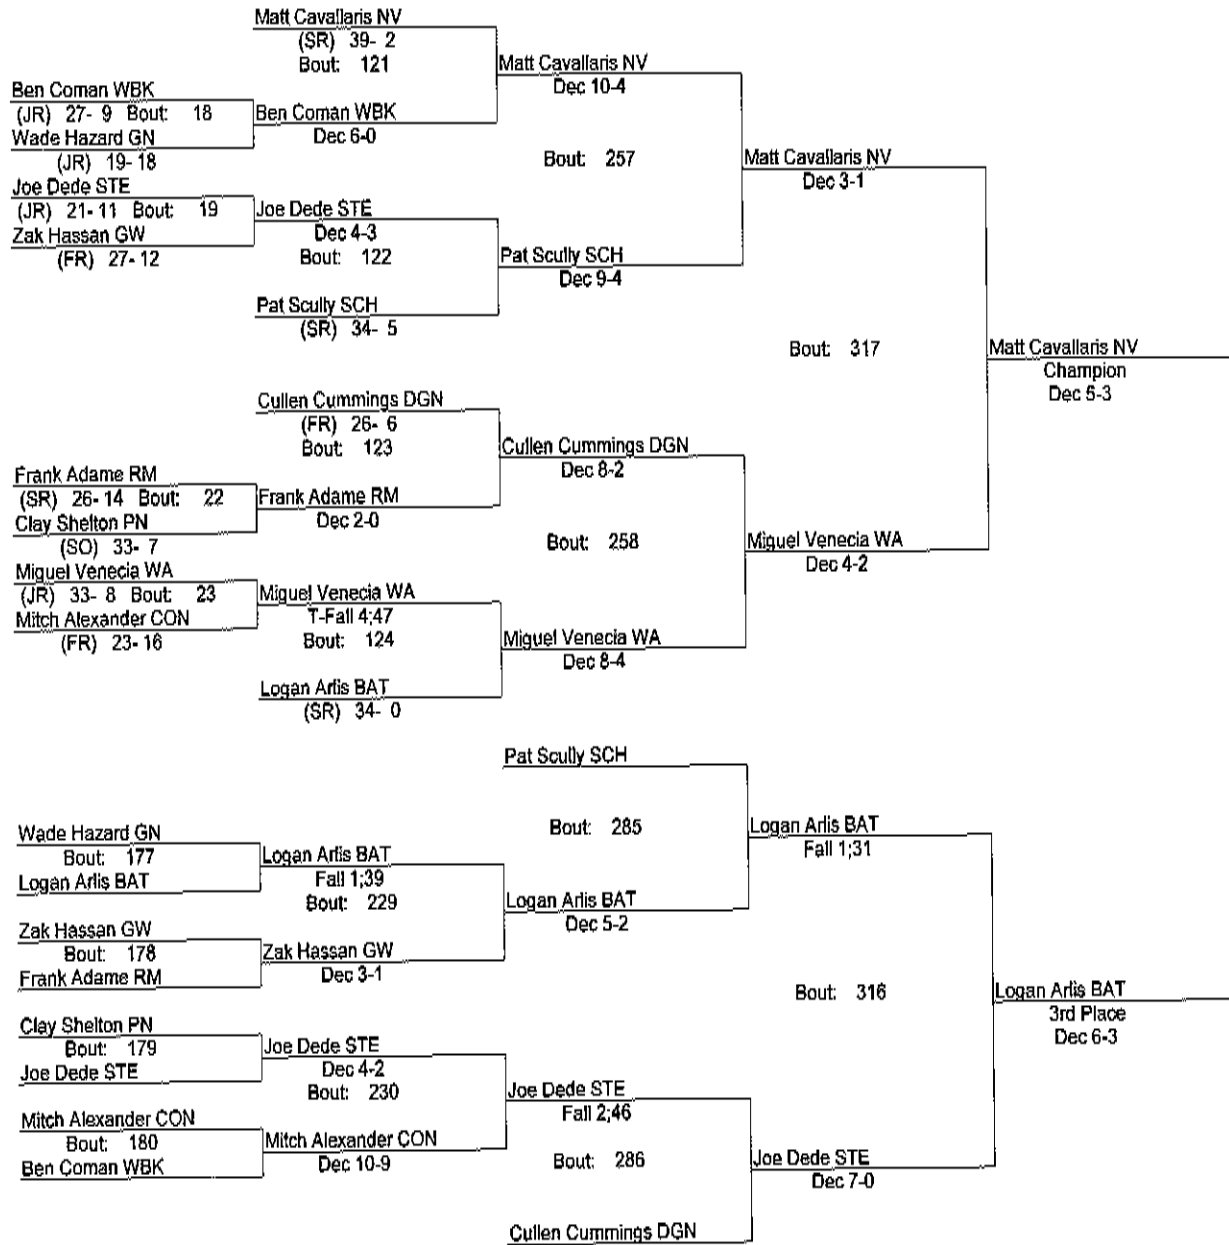 Matt Cavallaris NV
(SR) 39- 2
Bout: 121
Matt Cavallaris NV
Dec 10-4
Ben Coman WBK
(JR) 27- 9 Bout: 18
Ben Coman WBK
Dec 6-0
Wade Hazard GN
(JR) 19- 18
Bout: 257
Matt Cavallaris NV
Dec 3-1
Joe Dede STE
(JR) 21- 11 Bout: 19
Joe Dede STE
Dec 4-3
Bout: 122
Zak Hassan GW
(FR) 27- 12
Pat Scully SCH
Dec 9-4
Pat Scully SCH
(SR) 34- 5
Bout: 317
Matt Cavallaris NV
Champion
Dec 5-3
Cullen Cummings DGN
(FR) 26- 6
Bout: 123
Cullen Cummings DGN
Dec 8-2
Frank Adame RM
(SR) 26- 14 Bout: 22
Frank Adame RM
Dec 2-0
Clay Shelton PN
(SO) 33- 7
Bout: 258
Miguel Venecia WA
Dec 4-2
Miguel Venecia WA
(JR) 33- 8 Bout: 23
Miguel Venecia WA
T-Fall 4;47
Bout: 124
Mitch Alexander CON
(FR) 23- 16
Miguel Venecia WA
Dec 8-4
Logan Arlis BAT
(SR) 34- 0
Pat Scully SCH
Bout: 285
Logan Arlis BAT
Fall 1;31
Wade Hazard GN
Bout: 177
Logan Arlis BAT
Logan Arlis BAT
Fall 1;39
Bout: 229
Logan Arlis BAT
Dec 5-2
Zak Hassan GW
Bout: 178
Frank Adame RM
Zak Hassan GW
Dec 3-1
Bout: 316
Logan Arlis BAT
3rd Place
Dec 6-3
Clay Shelton PN
Bout: 179
Joe Dede STE
Joe Dede STE
Dec 4-2
Bout: 230
Joe Dede STE
Fall 2;46
Mitch Alexander CON
Bout: 180
Ben Coman WBK
Mitch Alexander CON
Dec 10-9
Bout: 286
Joe Dede STE
Dec 7-0
Cullen Cummings DGN